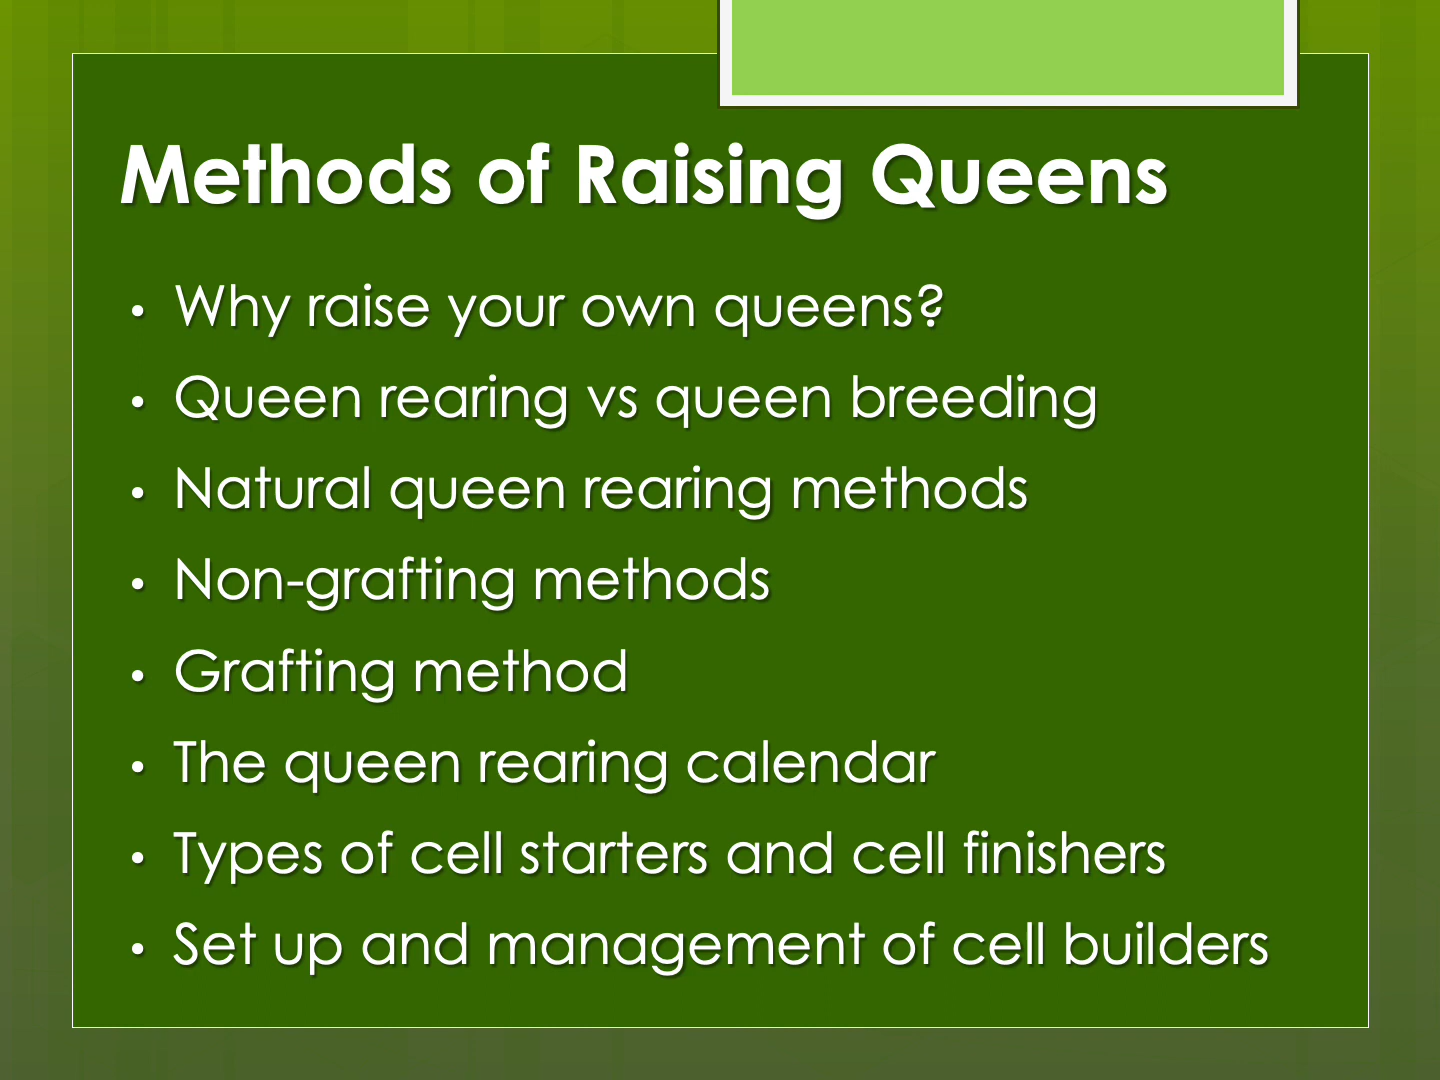 Methods of Raising Queens
• Why raise your own queens?
• Queen rearing vs queen breeding
• Natural queen rearing methods
• Non-grafting methods
• Grafting method
• The queen rearing calendar
• Types of cell starters and cell finishers
• Set up and management of cell builders